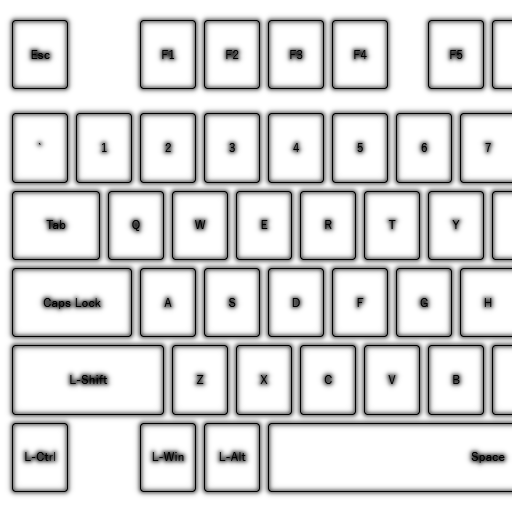 Esc F1 F2 F3 F4 F5
` 1 2 3 4 5 6 7
Tab Q W E R T Y
Caps Lock A S D F G H
L-Shift Z X C V B
L-Ctrl L-Win L-Alt Space